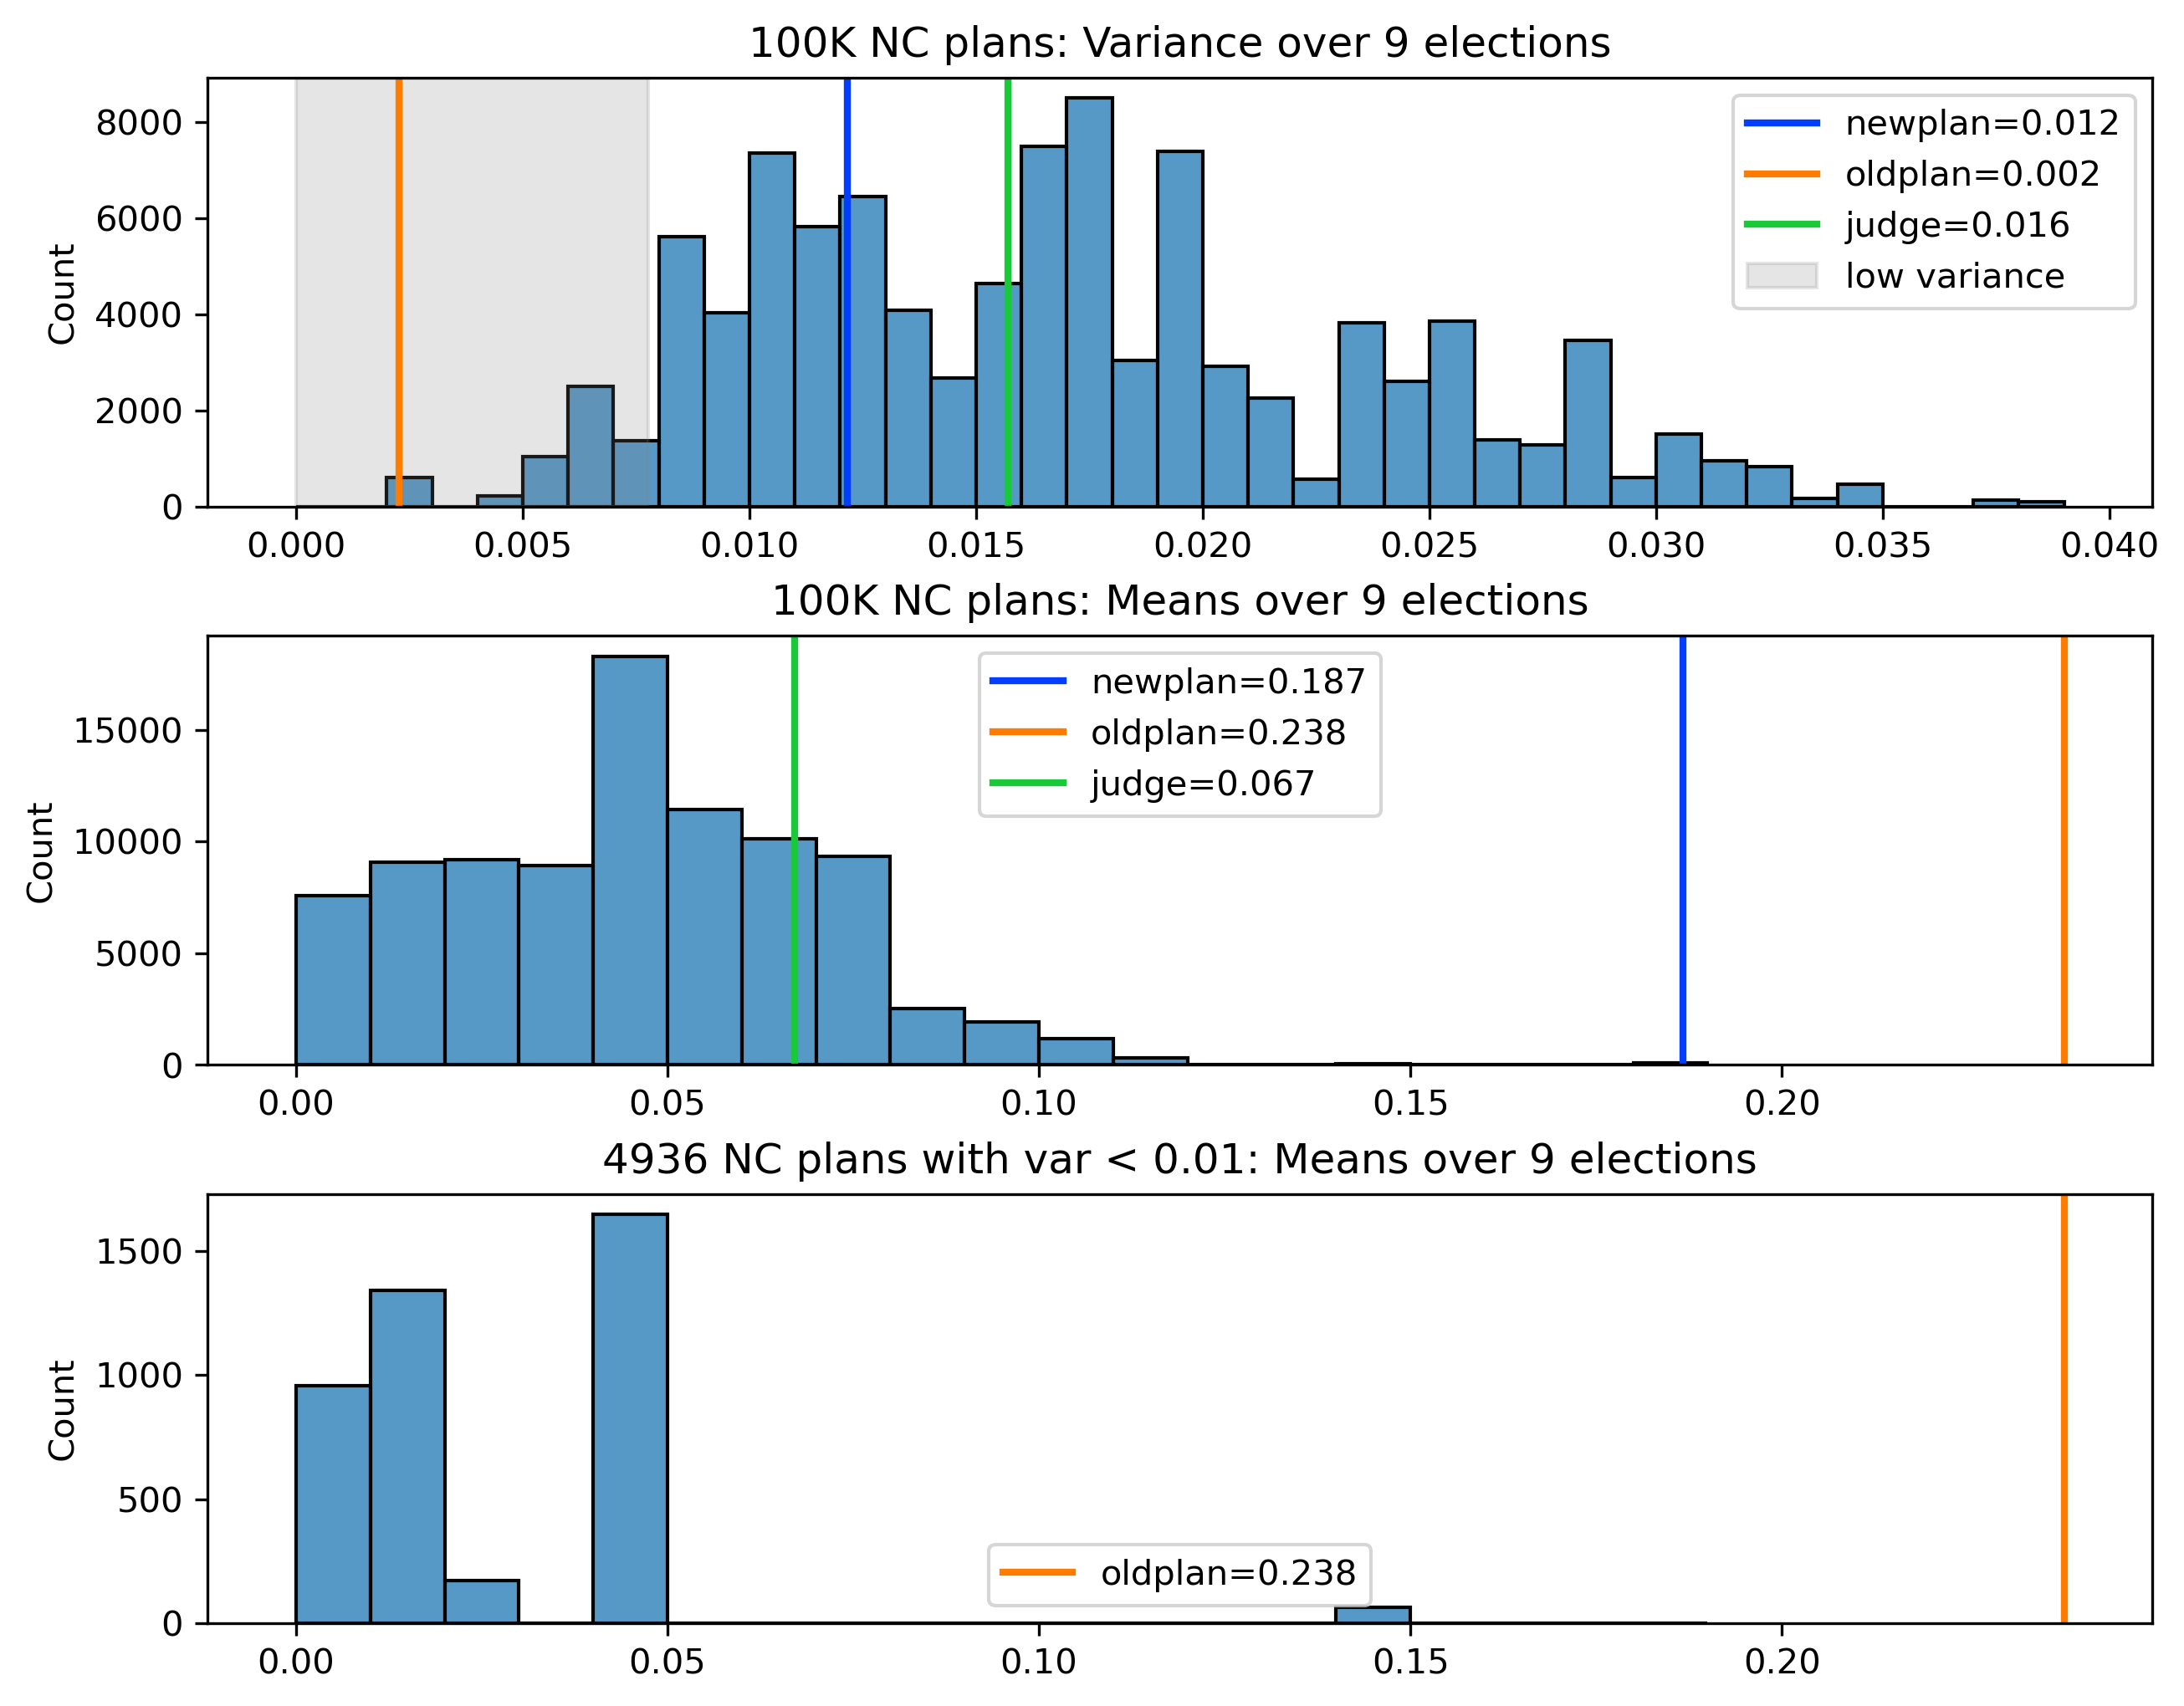 100K NC plans: Variance over 9 elections
Count
8000
6000
4000
2000
0
newplan=0.012
oldplan=0.002
judge=0.016
low variance
0.000 0.005 0.010 0.015 0.020 0.025 0.030 0.035 0.040
100K NC plans: Means over 9 elections
Count
15000
10000
5000
0
newplan=0.187
oldplan=0.238
judge=0.067
0.00 0.05 0.10 0.15 0.20
4936 NC plans with var < 0.01: Means over 9 elections
Count
1500
1000
500
0
oldplan=0.238
0.00 0.05 0.10 0.15 0.20